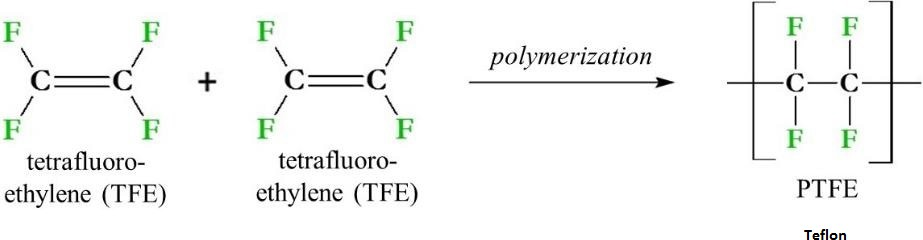 F F F F F F
C C + C C polymerization C C
F F F F F F
tetrafluoro- tetrafluoro-
ethylene (TFE) ethylene (TFE) PTFE
Teflon